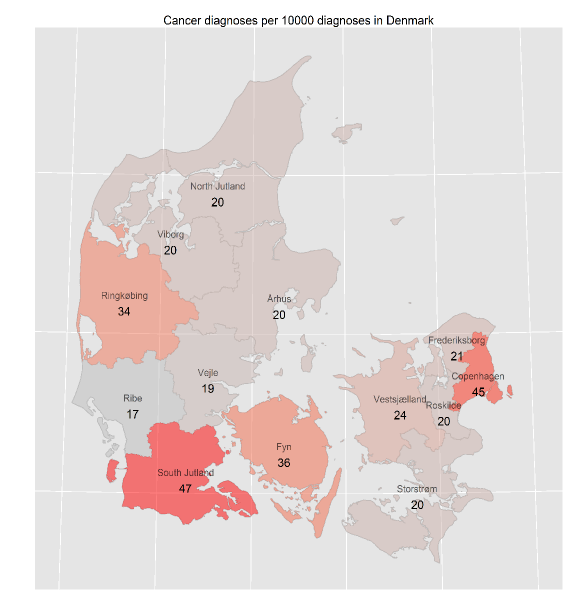 Cancer diagnoses per 10000 diagnoses in Denmark
North Jutland
20
Viborg
20
Ringkøbing
34
Århus
20
Frederiksborg
21
Vejle
19
Copenhagen
45
Ribe
17
Vestsjælland
24
Roskilde
20
Fyn
36
South Jutland
47
Storstrøm
20